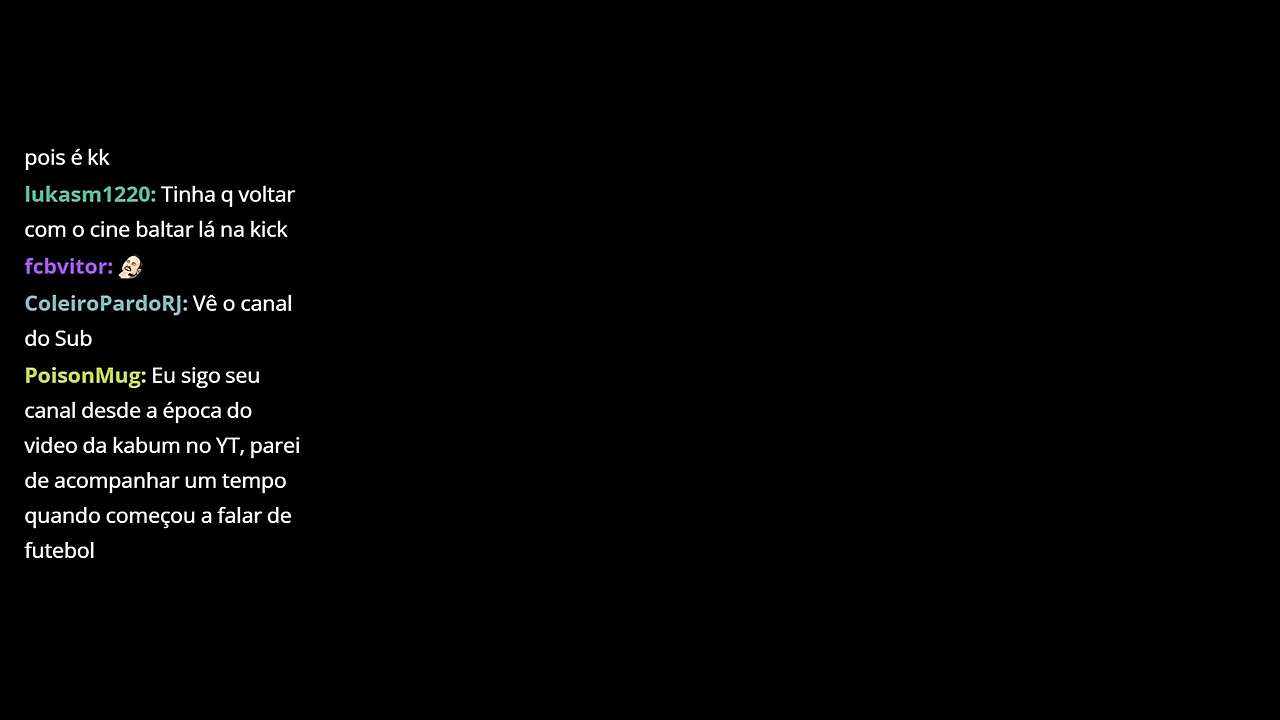 pois é kk
lukasm1220: Tinha q voltar
com o cine baltar lá na kick
fcbvitor:
ColeiroPardoRJ: Vê o canal
do Sub
PoisonMug: Eu sigo seu
canal desde a época do
video da kabum no YT, parei
de acompanhar um tempo
quando começou a falar de
futebol